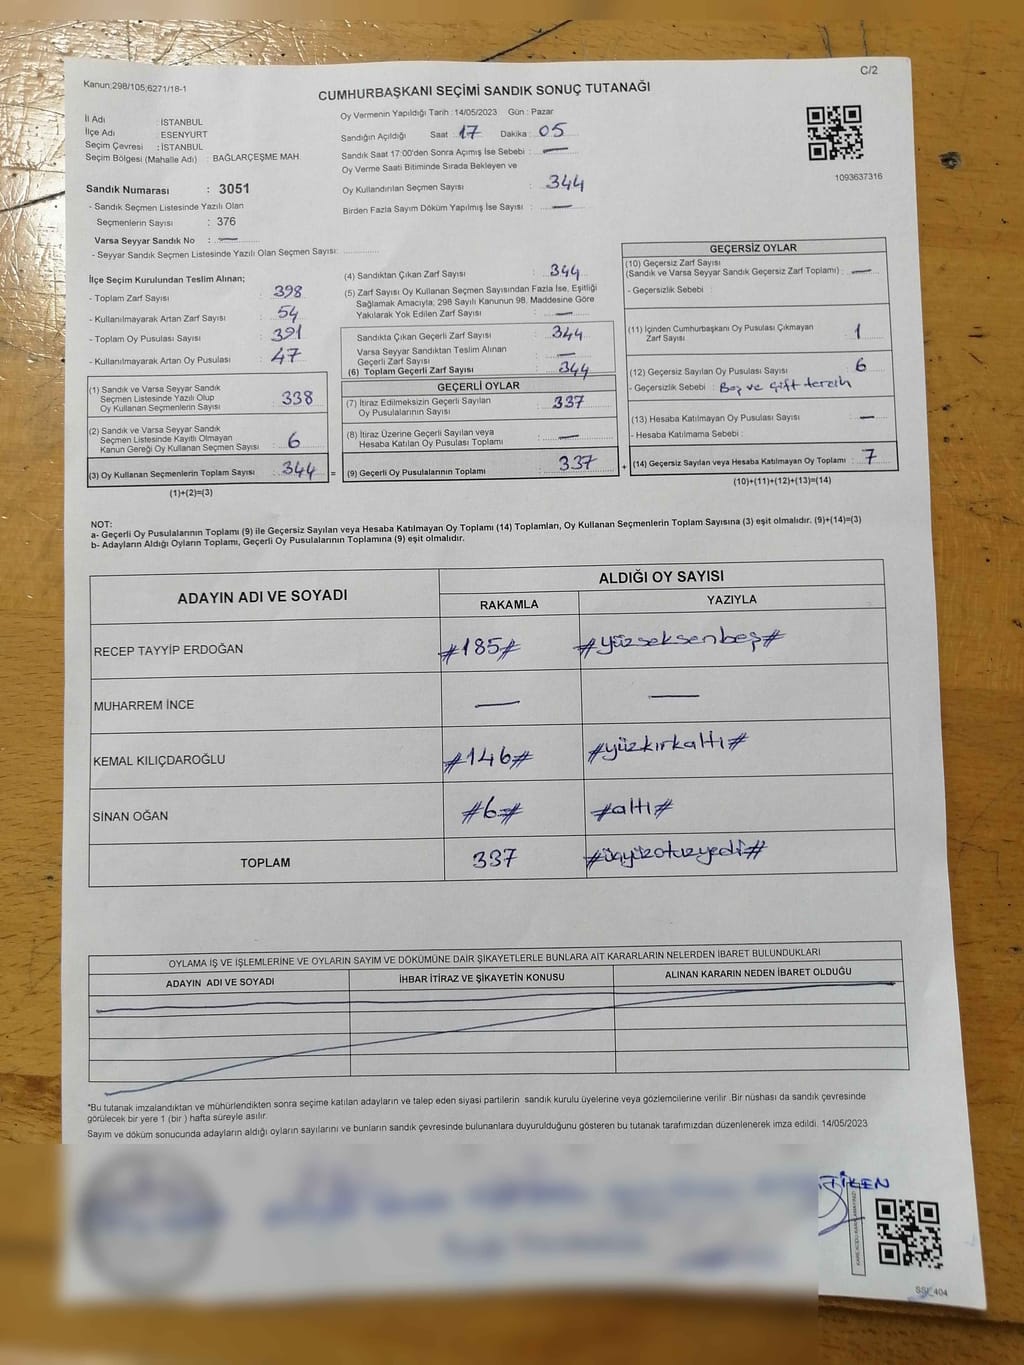 C/2
Kanun;298/105;6271/18-1
CUMHURBAŞKANI SEÇİMİ SANDIK SONUÇ TUTANAĞI
İl Adı : İSTANBUL
İlçe Adı : ESENYURT
Seçim Çevresi : İSTANBUL
Seçim Bölgesi (Mahalle Adı) : BAĞLARÇEŞME MAH.
Sandık Numarası : 3051
- Sandık Seçmen Listesinde Yazılı Olan
Seçmenlerin Sayısı : 376
Varsa Seyyar Sandık No : —
- Seyyar Sandık Seçmen Listesinde Yazılı Olan Seçmen Sayısı: ..............
Oy Vermenin Yapıldığı Tarih : 14/05/2023 Gün : Pazar
Sandığın Açıldığı Saat 17 Dakika : 05
Sandık Saat 17:00'den Sonra Açımış İse Sebebi : —
Oy Verme Saati Bitiminde Sırada Bekleyen ve
Oy Kullandırılan Seçmen Sayısı : 344
Birden Fazla Sayım Döküm Yapılmış İse Sayısı : —
1093637316
İlçe Seçim Kurulundan Teslim Alınan;
- Toplam Zarf Sayısı : 398
- Kullanılmayarak Artan Zarf Sayısı : 54
- Toplam Oy Pusulası Sayısı : 391
- Kullanılmayarak Artan Oy Pusulası : 47
(1) Sandık ve Varsa Seyyar Sandık
Seçmen Listesinde Yazılı Olup
Oy Kullanan Seçmenlerin Sayısı : 338
(2) Sandık ve Varsa Seyyar Sandık
Seçmen Listesinde Kayıtlı Olmayan
Kanun Gereği Oy Kullanan Seçmen Sayısı : 6
(3) Oy Kullanan Seçmenlerin Toplam Sayısı : 344 =
(1)+(2)=(3)
(4) Sandıktan Çıkan Zarf Sayısı : 344
(5) Zarf Sayısı Oy Kullanan Seçmen Sayısından Fazla İse, Eşitliği
Sağlamak Amacıyla; 298 Sayılı Kanunun 98. Maddesine Göre
Yakılarak Yok Edilen Zarf Sayısı : —
Sandıkta Çıkan Geçerli Zarf Sayısı : 344
Varsa Seyyar Sandıktan Teslim Alınan
Geçerli Zarf Sayısı : —
(6) Toplam Geçerli Zarf Sayısı : 344
GEÇERLİ OYLAR
(7) İtiraz Edilmeksizin Geçerli Sayılan
Oy Pusulalarının Sayısı : 337
(8) İtiraz Üzerine Geçerli Sayılan veya
Hesaba Katılan Oy Pusulası Toplamı : —
(9) Geçerli Oy Pusulalarının Toplamı : 337 +
GEÇERSİZ OYLAR
(10) Geçersiz Zarf Sayısı
(Sandık ve Varsa Seyyar Sandık Geçersiz Zarf Toplamı) : —
- Geçersizlik Sebebi :
(11) İçinden Cumhurbaşkanı Oy Pusulası Çıkmayan
Zarf Sayısı : 1
(12) Geçersiz Sayılan Oy Pusulası Sayısı : 6
- Geçersizlik Sebebi : Boş ve çift tercih
(13) Hesaba Katılmayan Oy Pusulası Sayısı : —
- Hesaba Katılmama Sebebi :
(14) Geçersiz Sayılan veya Hesaba Katılmayan Oy Toplamı : 7
(10)+(11)+(12)+(13)=(14)
NOT:
a- Geçerli Oy Pusulalarının Toplamı (9) ile Geçersiz Sayılan veya Hesaba Katılmayan Oy Toplamı (14) Toplamları, Oy Kullanan Seçmenlerin Toplam Sayısına (3) eşit olmalıdır. (9)+(14)=(3)
b- Adayların Aldığı Oyların Toplamı, Geçerli Oy Pusulalarının Toplamına (9) eşit olmalıdır.
ADAYIN ADI VE SOYADI ALDIĞI OY SAYISI
RAKAMLA YAZIYLA
RECEP TAYYİP ERDOĞAN #185# #yüzseksenbeş#
MUHARREM İNCE — —
KEMAL KILIÇDAROĞLU #146# #yüzkırkaltı#
SİNAN OĞAN #6# #altı#
TOPLAM 337 #üçyüzotuzyedi#
OYLAMA İŞ VE İŞLEMLERİNE VE OYLARIN SAYIM VE DÖKÜMÜNE DAİR ŞİKAYETLERLE BUNLARA AİT KARARLARIN NELERDEN İBARET BULUNDUKLARI
ADAYIN ADI VE SOYADI İHBAR İTİRAZ VE ŞİKAYETİN KONUSU ALINAN KARARIN NEDEN İBARET OLDUĞU
*Bu tutanak imzalandıktan ve mühürlendikten sonra seçime katılan adayların ve talep eden siyasi partilerin sandık kurulu üyelerine veya gözlemcilerine verilir .Bir nüshası da sandık çevresinde
görülecek bir yere 1 (bir ) hafta süreyle asılır.
Sayım ve döküm sonucunda adayların aldığı oyların sayılarını ve bunların sandık çevresinde bulunanlara duyurulduğunu gösteren bu tutanak tarafımızdan düzenlenerek imza edildi. 14/05/2023